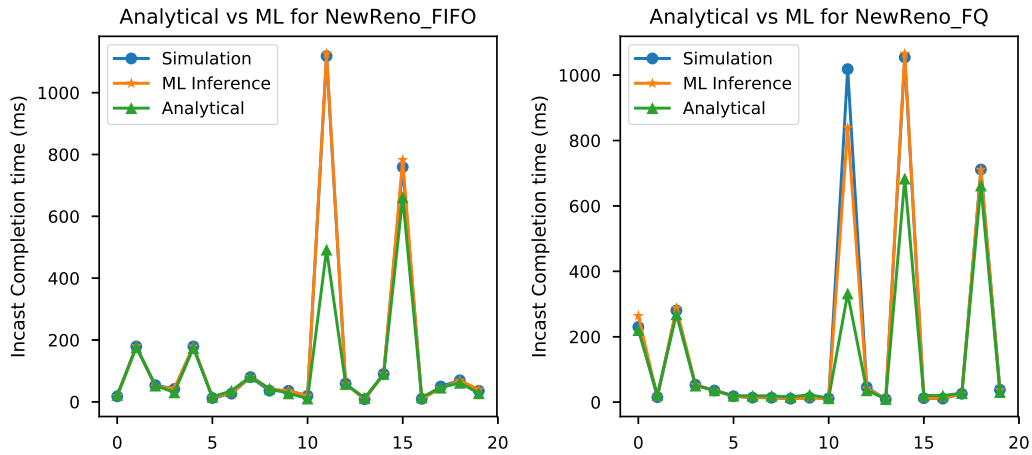 Analytical vs ML for NewReno_FIFO
Incast Completion time (ms)
1000
800
600
400
200
0
Simulation
ML Inference
Analytical
0 5 10 15 20
Analytical vs ML for NewReno_FQ
Incast Completion time (ms)
1000
800
600
400
200
0
Simulation
ML Inference
Analytical
0 5 10 15 20